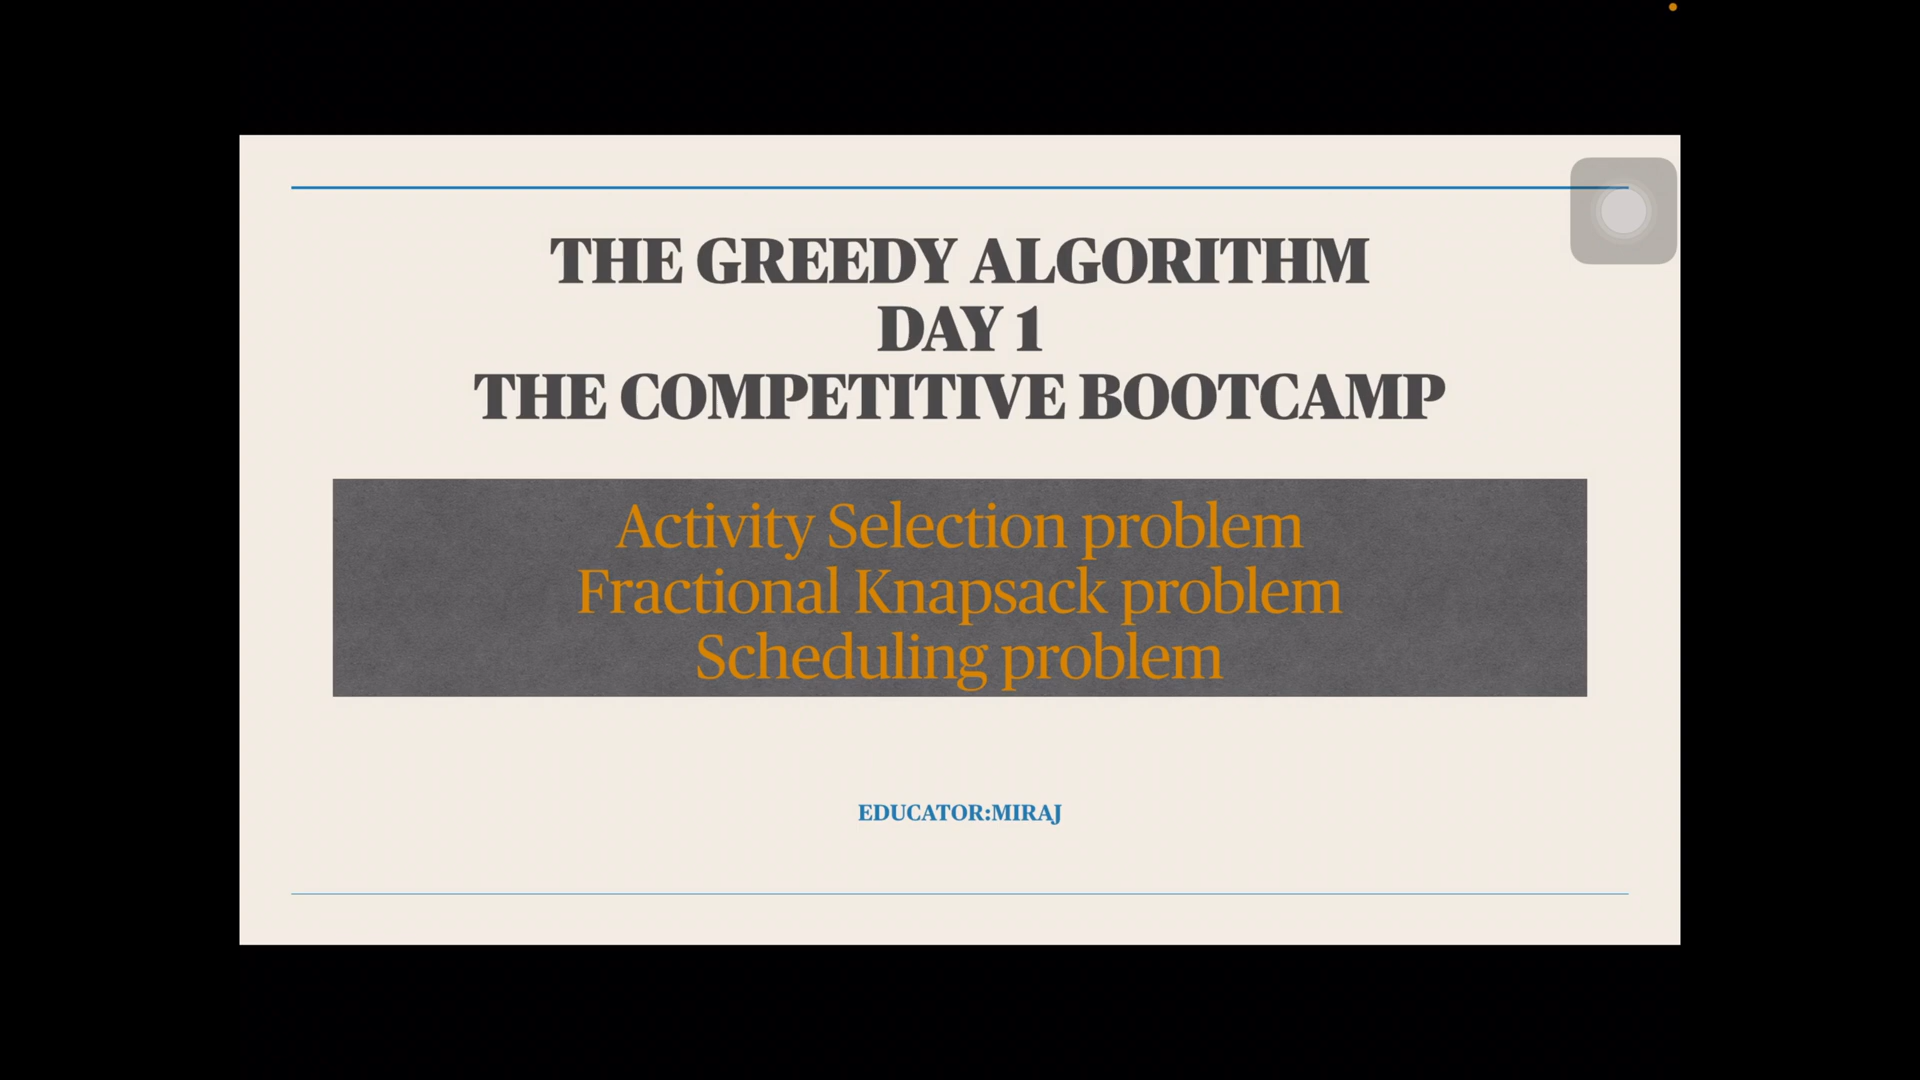 THE GREEDY ALGORITHM
DAY 1
THE COMPETITIVE BOOTCAMP
Activity Selection problem
Fractional Knapsack problem
Scheduling problem
EDUCATOR:MIRAJ